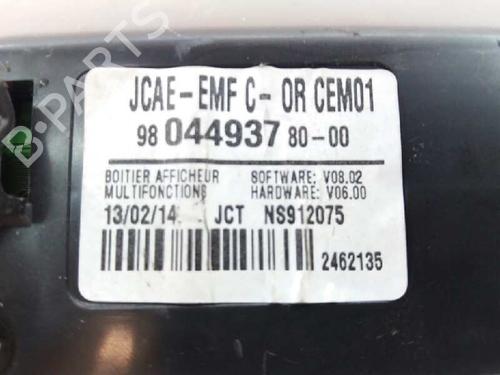 B-PARTS
JCAE-EMF C- OR CEM01
98 044937 80-00
BOITIER AFFICHEUR SOFTWARE: V08.02
MULTIFONCTIONS HARDWARE: V06.00
13/02/14 JCT NS912075
2462135